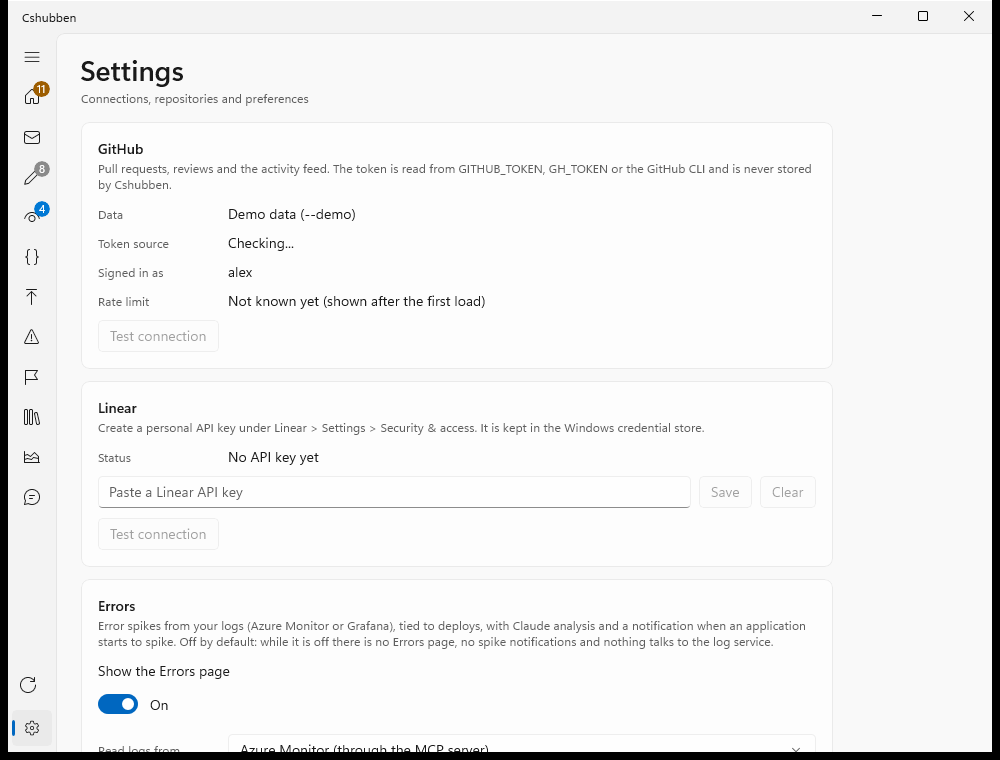 Cshubben
Settings
Connections, repositories and preferences
11
8
4
GitHub
Pull requests, reviews and the activity feed. The token is read from GITHUB_TOKEN, GH_TOKEN or the GitHub CLI and is never stored
by Cshubben.
Data Demo data (--demo)
Token source Checking...
Signed in as alex
Rate limit Not known yet (shown after the first load)
Test connection
Linear
Create a personal API key under Linear > Settings > Security & access. It is kept in the Windows credential store.
Status No API key yet
Paste a Linear API key Save Clear
Test connection
Errors
Error spikes from your logs (Azure Monitor or Grafana), tied to deploys, with Claude analysis and a notification when an application
starts to spike. Off by default: while it is off there is no Errors page, no spike notifications and nothing talks to the log service.
Show the Errors page
On
Read logs from Azure Monitor (through the MCP server)